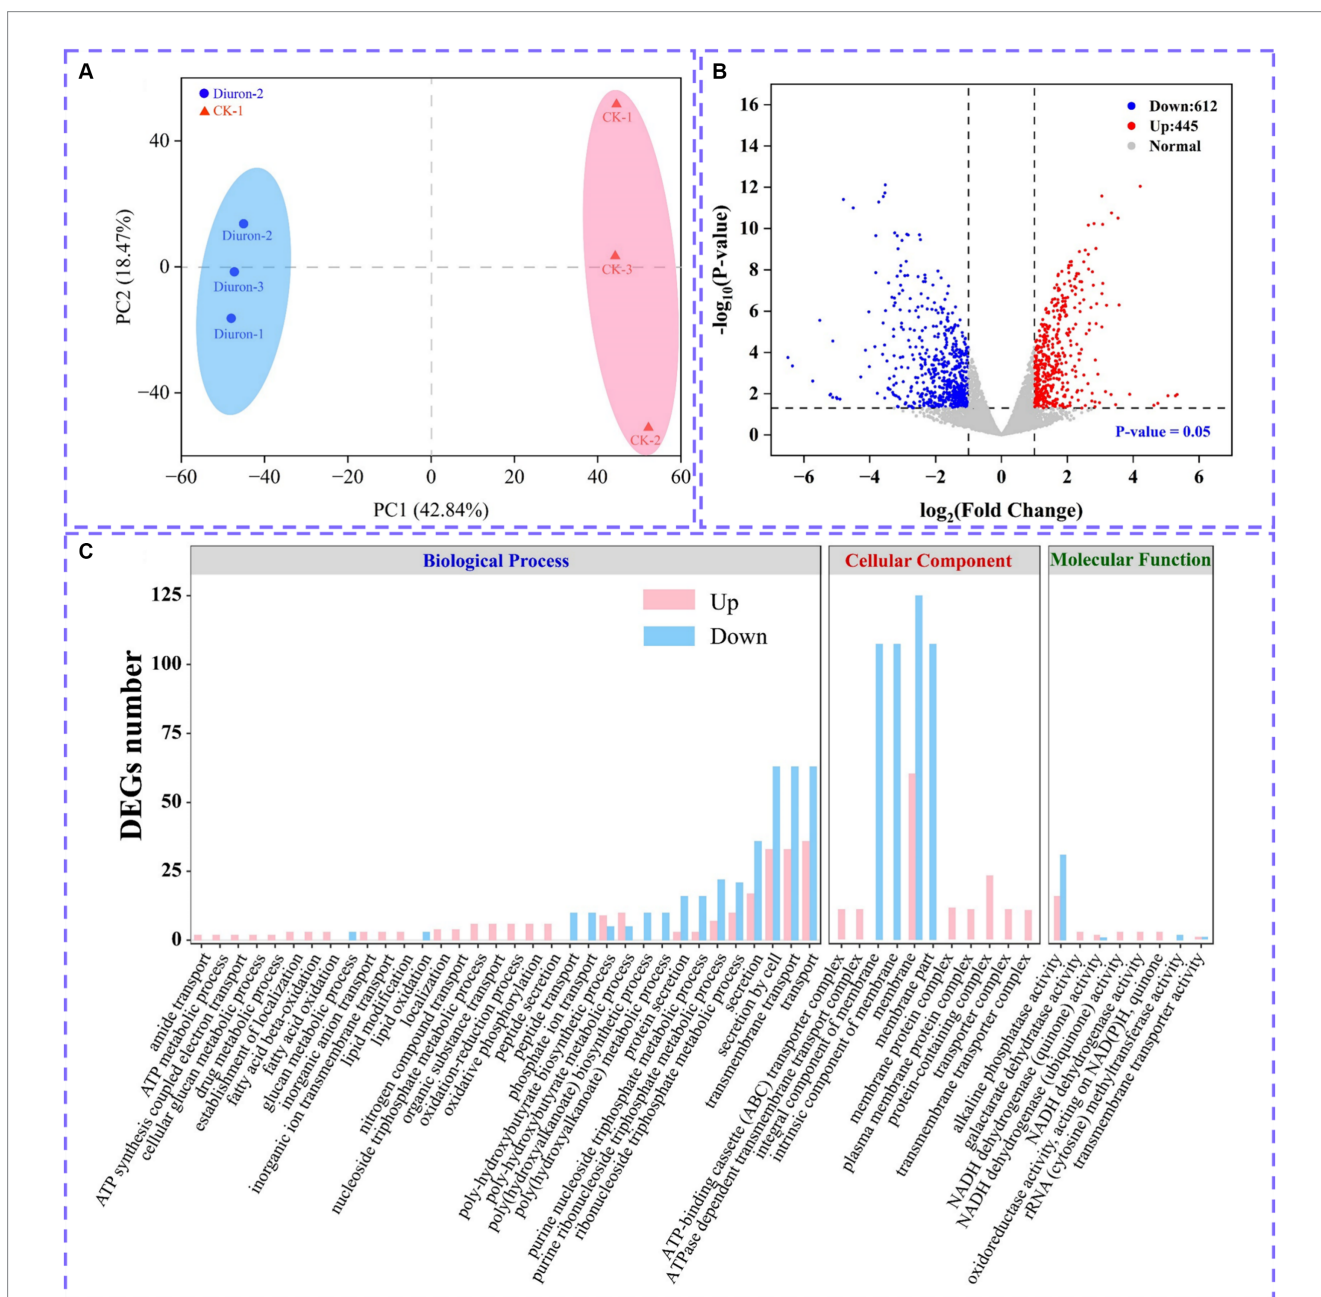 A
Diuron-2
CK-1
CK-1
Diuron-2
CK-3
Diuron-3
Diuron-1
CK-2
40
0
−40
PC2 (18.47%)
−60
−40
−20
0
20
40
60
PC1 (42.84%)
B
Down:612
Up:445
Normal
16
14
12
10
8
6
4
2
0
-log10(P-value)
P-value = 0.05
−6
−4
−2
0
2
4
6
log2(Fold Change)
C
Biological Process
Cellular Component
Molecular Function
Up
Down
DEGs number
125
100
75
50
25
0
amide transport
ATP metabolic process
ATP synthesis coupled electron transport
cellular glucan metabolic process
drug metabolic process
establishment of localization
fatty acid beta-oxidation
fatty acid oxidation
glucan metabolic process
inorganic anion transport
inorganic ion transmembrane transport
lipid modification
lipid oxidation
localization
nitrogen compound transport
nucleoside triphosphate metabolic process
organic substance transport
oxidation-reduction process
oxidative phosphorylation
peptide secretion
peptide transport
phosphate ion transport
poly-hydroxybutyrate biosynthetic process
poly-hydroxybutyrate metabolic process
poly(hydroxyalkanoate) biosynthetic process
poly(hydroxyalkanoate) metabolic process
protein secretion
purine nucleoside triphosphate metabolic process
purine ribonucleoside triphosphate metabolic process
ribonucleoside triphosphate metabolic process
secretion
secretion by cell
transmembrane transport
transport
ATP-binding cassette (ABC) transporter complex
ATPase dependent transmembrane transport complex
integral component of membrane
intrinsic component of membrane
membrane
membrane part
membrane protein complex
plasma membrane protein complex
protein-containing complex
transmembrane transporter complex
transporter complex
alkaline phosphatase activity
galactarate dehydratase activity
NADH dehydrogenase (quinone) activity
NADH dehydrogenase (ubiquinone) activity
NADH dehydrogenase activity
oxidoreductase activity, acting on NAD(P)H, quinone
rRNA (cytosine) methyltransferase activity
transmembrane transporter activity